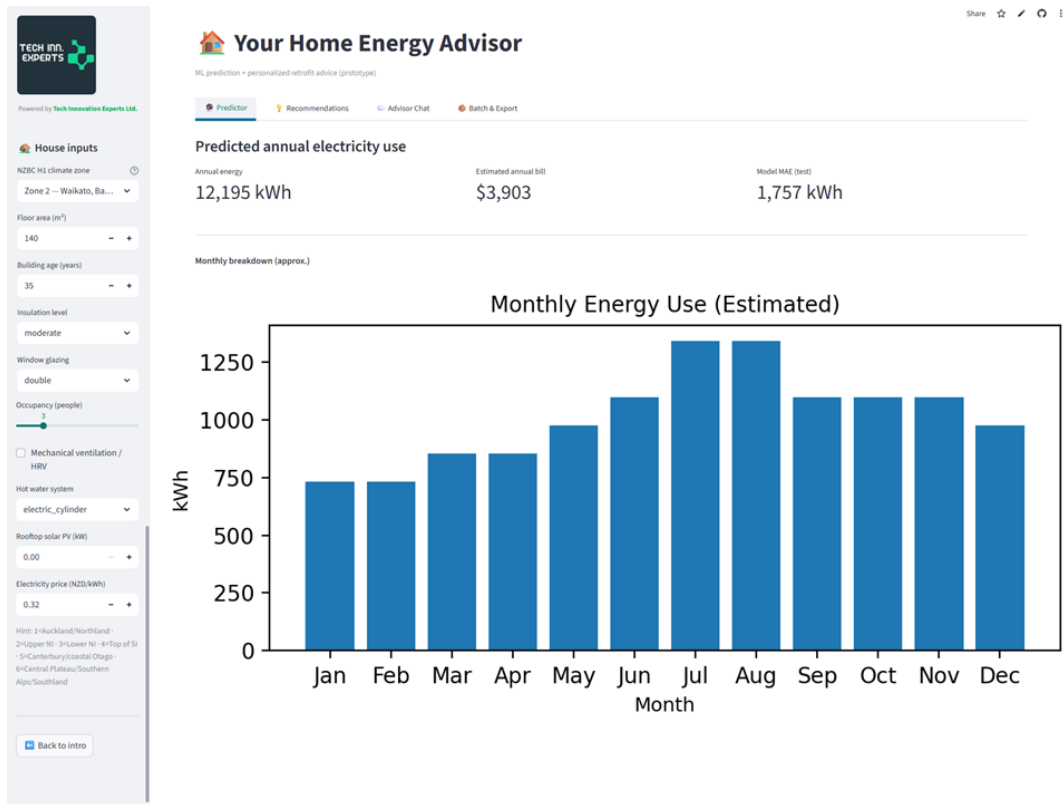 Share
TECH INN.
EXPERTS
Powered by Tech Innovation Experts Ltd.
House inputs
NZBC H1 climate zone
Zone 2 — Waikato, Ba...
Floor area (m²)
140
Building age (years)
35
Insulation level
moderate
Window glazing
double
Occupancy (people)
3
Mechanical ventilation /
HRV
Hot water system
electric_cylinder
Rooftop solar PV (kW)
0.00
Electricity price (NZD/kWh)
0.32
Hint: 1=Auckland/Northland ·
2=Upper NI · 3=Lower NI · 4=Top of SI
· 5=Canterbury/coastal Otago ·
6=Central Plateau/Southern
Alps/Southland
Back to intro
Your Home Energy Advisor
ML prediction + personalized retrofit advice (prototype)
Predictor Recommendations Advisor Chat Batch & Export
Predicted annual electricity use
Annual energy Estimated annual bill Model MAE (test)
12,195 kWh $3,903 1,757 kWh
Monthly breakdown (approx.)
Monthly Energy Use (Estimated)
kWh
1250
1000
750
500
250
0
Jan Feb Mar Apr May Jun Jul Aug Sep Oct Nov Dec
Month